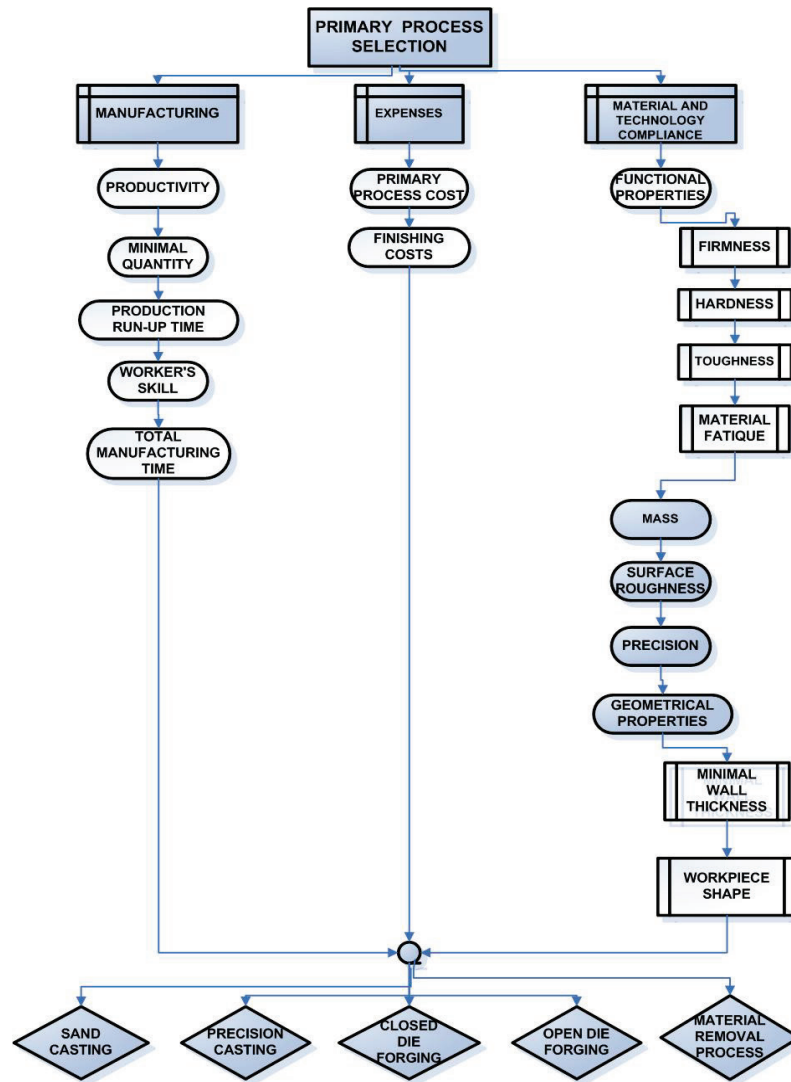 PRIMARY PROCESS
SELECTION
MANUFACTURING
EXPENSES
MATERIAL AND
TECHNOLOGY
COMPLIANCE
PRODUCTIVITY
PRIMARY
PROCESS COST
FUNCTIONAL
PROPERTIES
MINIMAL
QUANTITY
FINISHING
COSTS
FIRMNESS
PRODUCTION
RUN-UP TIME
HARDNESS
WORKER'S
SKILL
TOUGHNESS
TOTAL
MANUFACTURING
TIME
MATERIAL
FATIQUE
MASS
SURFACE
ROUGHNESS
PRECISION
GEOMETRICAL
PROPERTIES
MINIMAL
WALL
THICKNESS
WORKPIECE
SHAPE
SAND
CASTING
PRECISION
CASTING
CLOSED
DIE
FORGING
OPEN DIE
FORGING
MATERIAL
REMOVAL
PROCESS